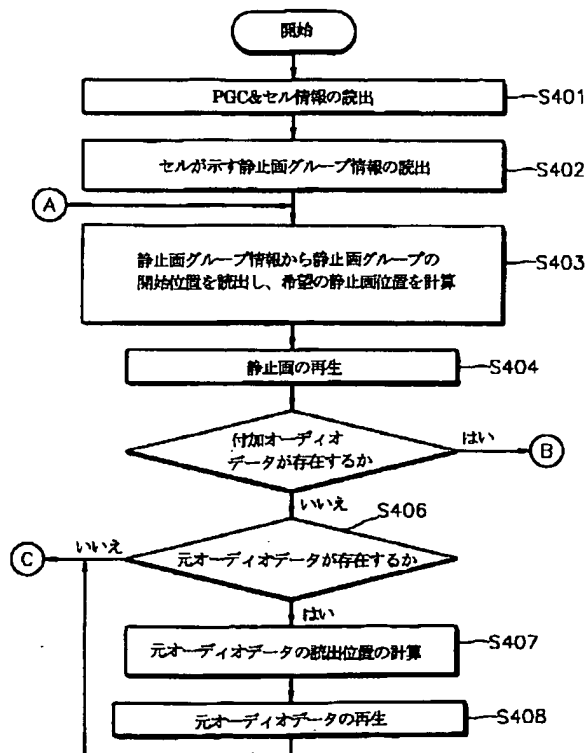 開始
PGC&セル情報の読出
S401
セルが示す静止画グループ情報の読出
S402
A
静止画グループ情報から静止画グループの
開始位置を読出し、希望の静止画位置を計算
S403
静止画の再生
S404
付加オーディオ
データが存在するか
はい
B
いいえ
S406
いいえ
C
元オーディオデータが存在するか
はい
元オーディオデータの読出位置の計算
S407
元オーディオデータの再生
S408